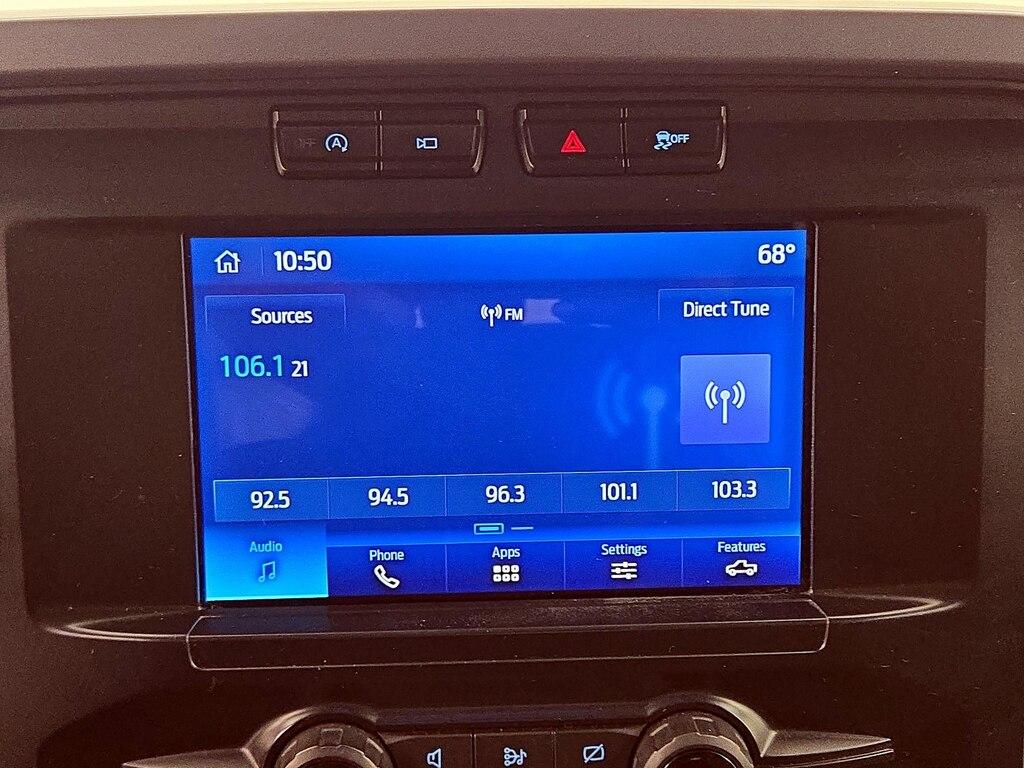 OFF A
OFF
10:50 68°
Sources FM Direct Tune
106.1 21
92.5 94.5 96.3 101.1 103.3
Audio Phone Apps Settings Features